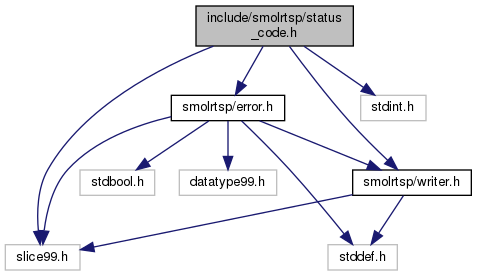 include/smolrtsp/status
_code.h
smolrtsp/error.h
stdint.h
stdbool.h
datatype99.h
smolrtsp/writer.h
slice99.h
stddef.h